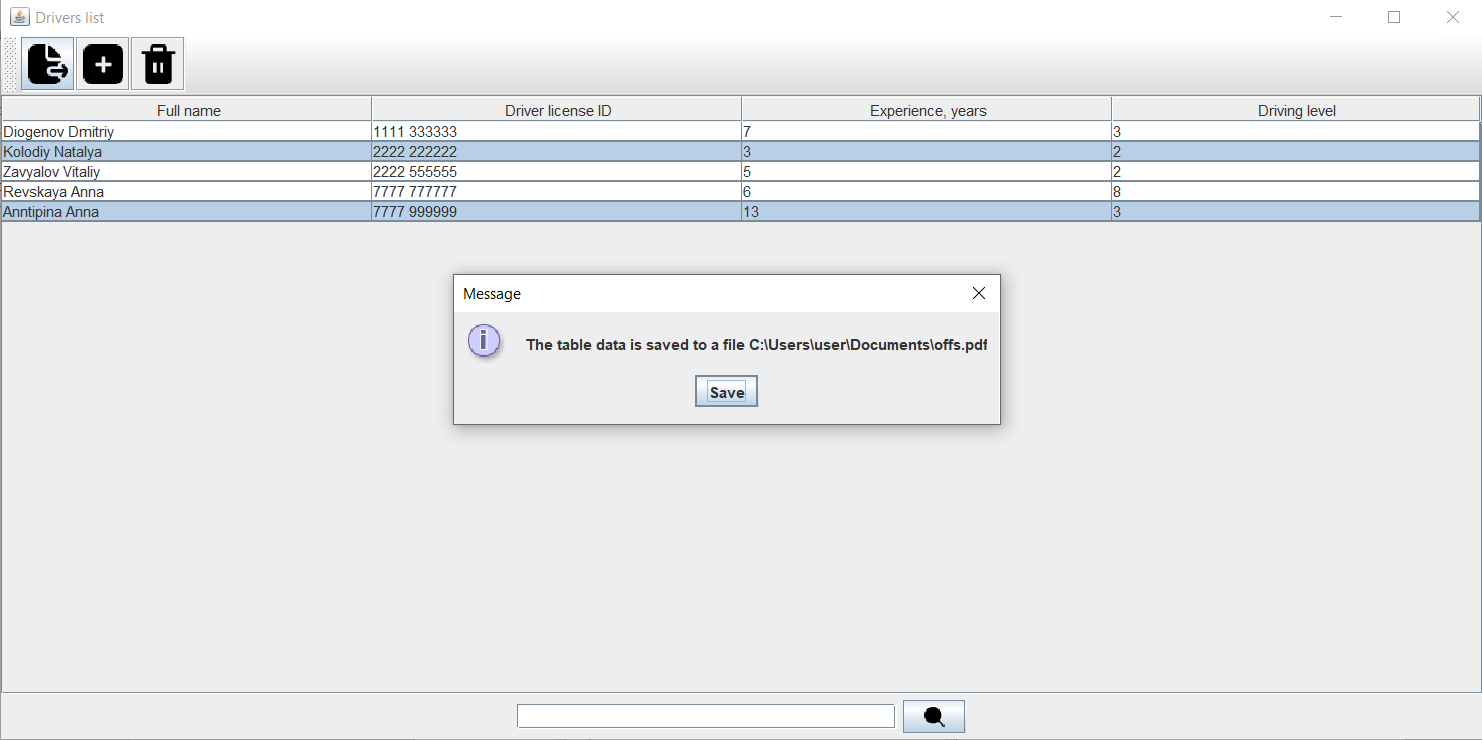 Drivers list
Full name Driver license ID Experience, years Driving level
Diogenov Dmitriy 1111 333333 7 3
Kolodiy Natalya 2222 222222 3 2
Zavyalov Vitaliy 2222 555555 5 2
Revskaya Anna 7777 777777 6 8
Anntipina Anna 7777 999999 13 3
Message
The table data is saved to a file C:\Users\user\Documents\offs.pdf
Save